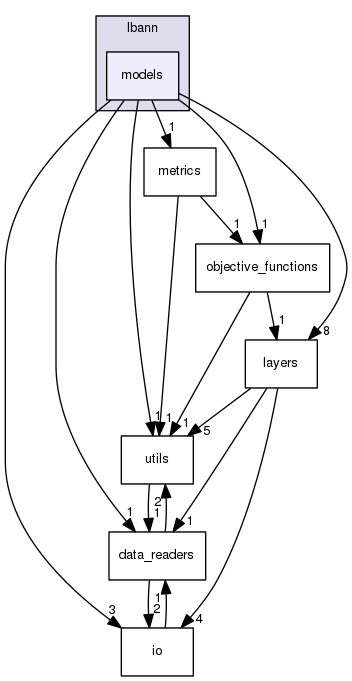 lbann
models
1
metrics
1
1
objective_functions
1
8
layers
1
1
1
5
utils
2
1
1
1
data_readers
1
2
3
4
io